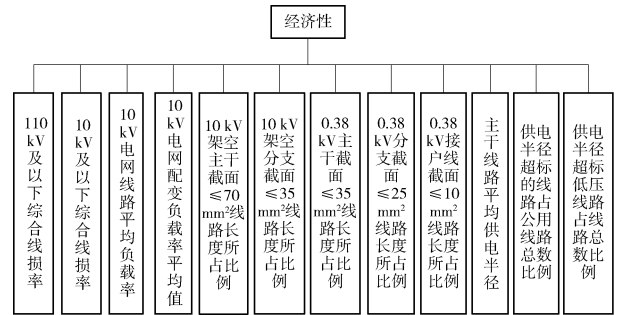 经济性
110 kV及以下综合线损率
10 kV及以下综合线损率
10 kV电网线路平均负载率
10 kV电网配变负载率平均值
10 kV架空主干截面≤70 mm²线路长度所占比例
10 kV架空分支截面≤35 mm²线路长度所占比例
0.38 kV主干截面≤35 mm²线路长度所占比例
0.38 kV分支截面≤25 mm²线路长度所占比例
0.38 kV接户线截面≤10 mm²线路长度所占比例
主干线路平均供电半径
供电半径超标的线路占公用线路总数比例
供电半径超标低压线路占线路总数比例